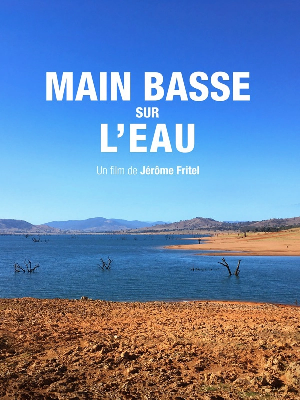 MAIN BASSE
SUR
L'EAU
Un film de Jérôme Fritel